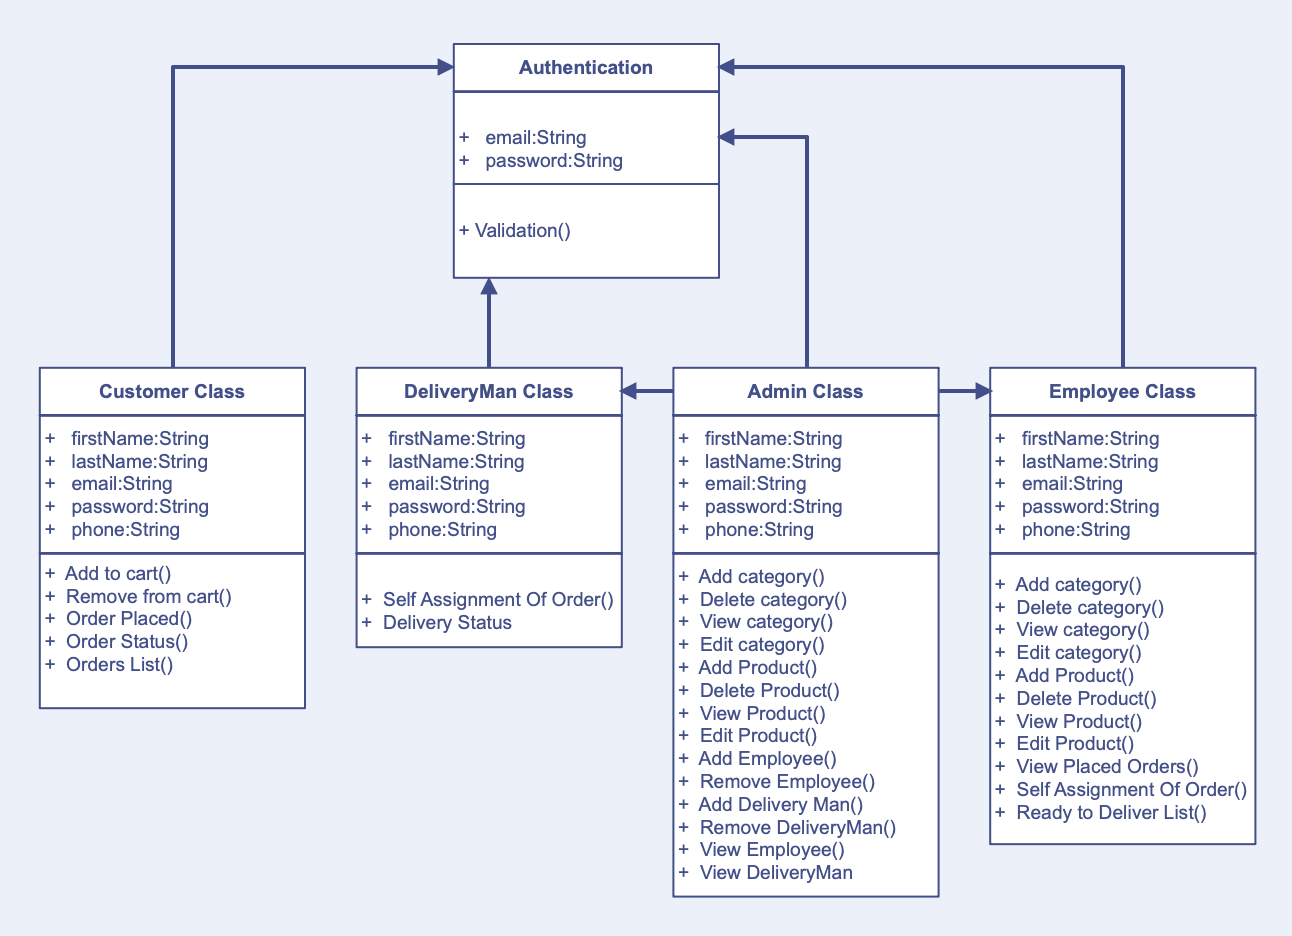 Authentication
+ email:String
+ password:String
+ Validation()
Customer Class
+ firstName:String
+ lastName:String
+ email:String
+ password:String
+ phone:String
+ Add to cart()
+ Remove from cart()
+ Order Placed()
+ Order Status()
+ Orders List()
DeliveryMan Class
+ firstName:String
+ lastName:String
+ email:String
+ password:String
+ phone:String
+ Self Assignment Of Order()
+ Delivery Status
Admin Class
+ firstName:String
+ lastName:String
+ email:String
+ password:String
+ phone:String
+ Add category()
+ Delete category()
+ View category()
+ Edit category()
+ Add Product()
+ Delete Product()
+ View Product()
+ Edit Product()
+ Add Employee()
+ Remove Employee()
+ Add Delivery Man()
+ Remove DeliveryMan()
+ View Employee()
+ View DeliveryMan
Employee Class
+ firstName:String
+ lastName:String
+ email:String
+ password:String
+ phone:String
+ Add category()
+ Delete category()
+ View category()
+ Edit category()
+ Add Product()
+ Delete Product()
+ View Product()
+ Edit Product()
+ View Placed Orders()
+ Self Assignment Of Order()
+ Ready to Deliver List()